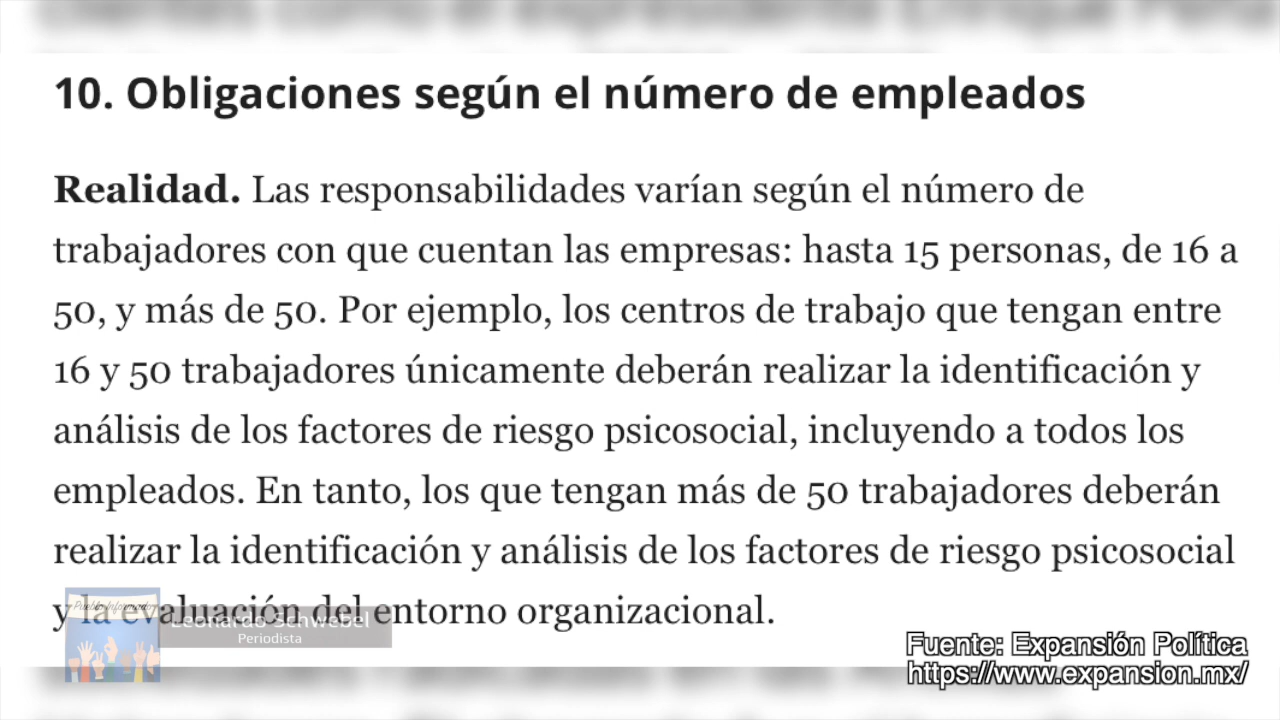 10. Obligaciones según el número de empleados
Realidad. Las responsabilidades varían según el número de
trabajadores con que cuentan las empresas: hasta 15 personas, de 16 a
50, y más de 50. Por ejemplo, los centros de trabajo que tengan entre
16 y 50 trabajadores únicamente deberán realizar la identificación y
análisis de los factores de riesgo psicosocial, incluyendo a todos los
empleados. En tanto, los que tengan más de 50 trabajadores deberán
realizar la identificación y análisis de los factores de riesgo psicosocial
y la evaluación del entorno organizacional.
Pueblo Informado
Leonardo Schwebel
Periodista
Fuente: Expansión Política
https://www.expansion.mx/